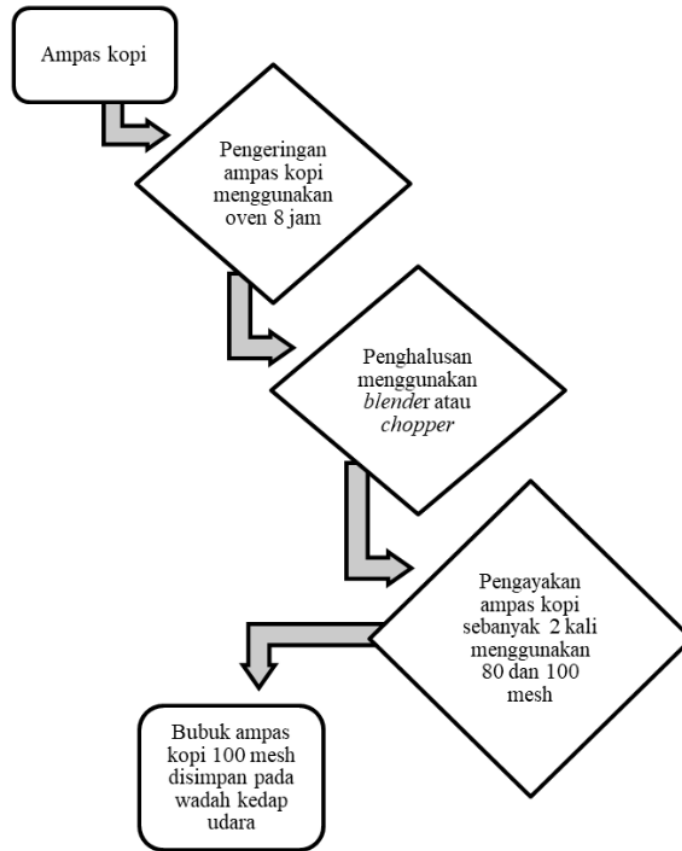 Ampas kopi
Pengeringan
ampas kopi
menggunakan
oven 8 jam
Penghalusan
menggunakan
blender atau
chopper
Pengayakan
ampas kopi
sebanyak 2 kali
menggunakan
80 dan 100
mesh
Bubuk ampas
kopi 100 mesh
disimpan pada
wadah kedap
udara